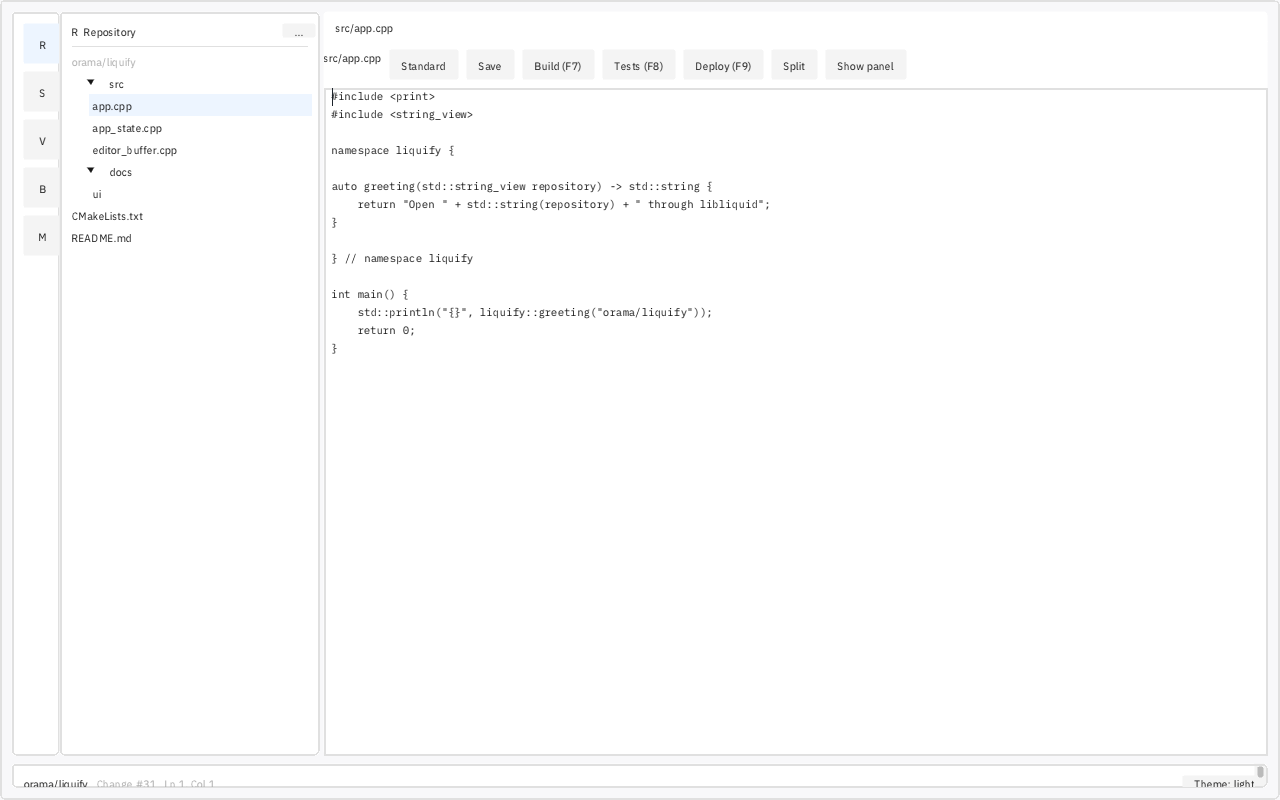 R
S
V
B
M
R Repository
...
orama/liquify
src
app.cpp
app_state.cpp
editor_buffer.cpp
docs
ui
CMakeLists.txt
README.md
src/app.cpp
src/app.cpp Standard Save Build (F7) Tests (F8) Deploy (F9) Split Show panel
#include <print>
#include <string_view>
namespace liquify {
auto greeting(std::string_view repository) -> std::string {
    return "Open " + std::string(repository) + " through libliquid";
}
} // namespace liquify
int main() {
    std::println("{}", liquify::greeting("orama/liquify"));
    return 0;
}
orama/liquify Change #31 Ln 1, Col 1 Theme: light